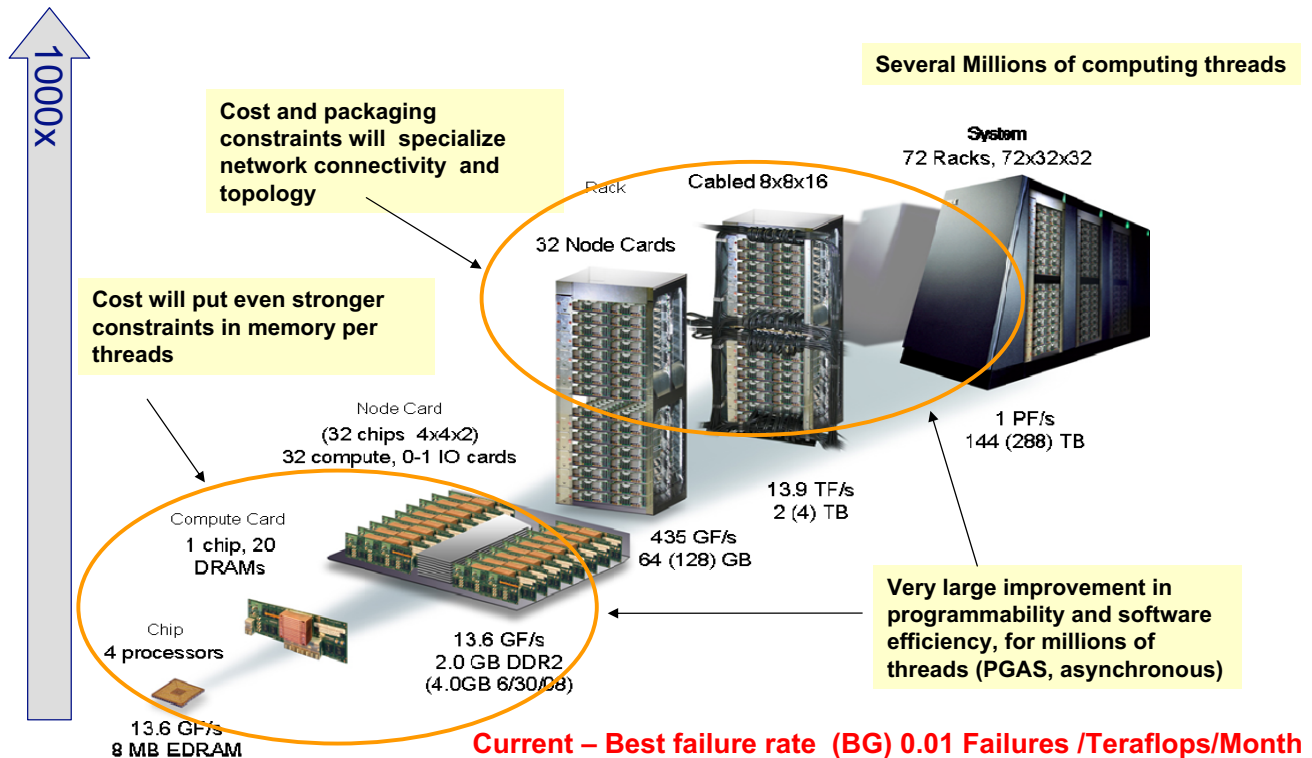 1000x
Several Millions of computing threads
Cost and packaging
constraints will specialize
network connectivity and
topology
System
72 Racks, 72x32x32
Rack
Cabled 8x8x16
32 Node Cards
Cost will put even stronger
constraints in memory per
threads
Node Card
(32 chips 4x4x2)
32 compute, 0-1 IO cards
1 PF/s
144 (288) TB
13.9 TF/s
2 (4) TB
Compute Card
1 chip, 20
DRAMs
435 GF/s
64 (128) GB
Very large improvement in
programmability and software
efficiency, for millions of
threads (PGAS, asynchronous)
Chip
4 processors
13.6 GF/s
2.0 GB DDR2
(4.0GB 6/30/08)
13.6 GF/s
8 MB EDRAM
Current – Best failure rate (BG) 0.01 Failures /Teraflops/Month